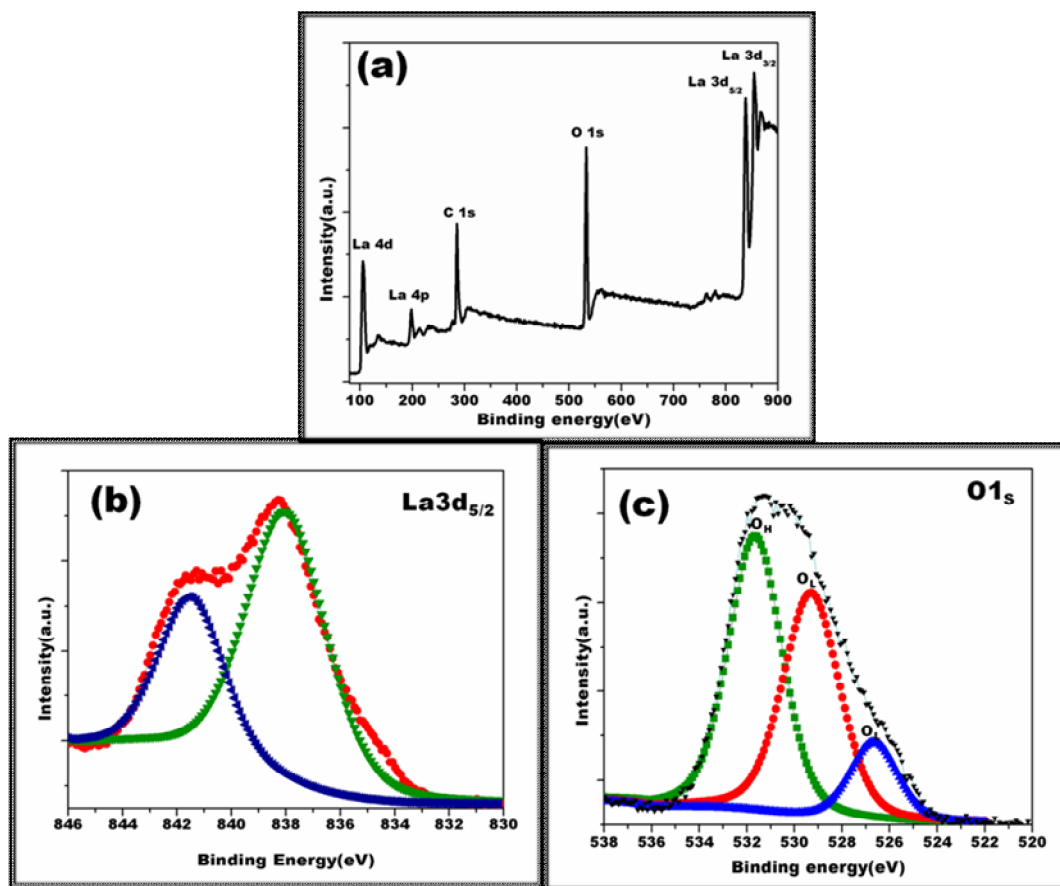 (a)
La 3d3/2
La 3d5/2
O 1s
C 1s
La 4d
La 4p
Intensity(a.u.)
100 200 300 400 500 600 700 800 900
Binding energy(eV)
(b)
La3d5/2
Intensity(a.u.)
846 844 842 840 838 836 834 832 830
Binding Energy(eV)
(c)
O1s
OH
OL
Intensity(a.u.)
538 536 534 532 530 528 526 524 522 520
Binding energy(eV)